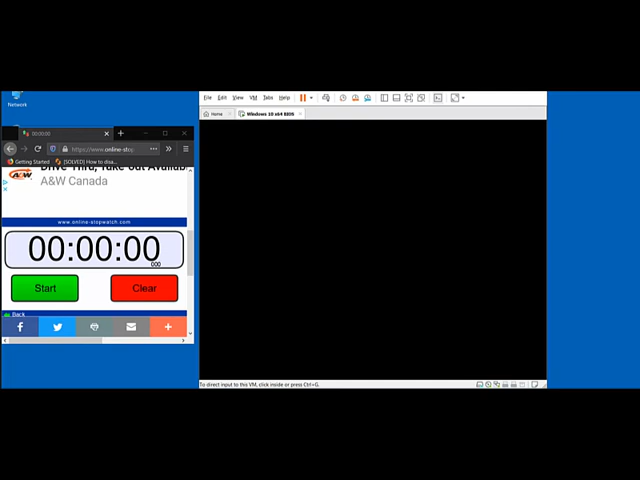 Network
00:00:00
https://www.online-stop
Getting Started
[SOLVED] How to disa...
Drive Thru, Take out Availab
A&W
A&W Canada
www.online-stopwatch.com
00:00:00
000
Start
Clear
Back
File Edit View VM Tabs Help
Home
Windows 10 x64 BIOS
To direct input to this VM, click inside or press Ctrl+G.